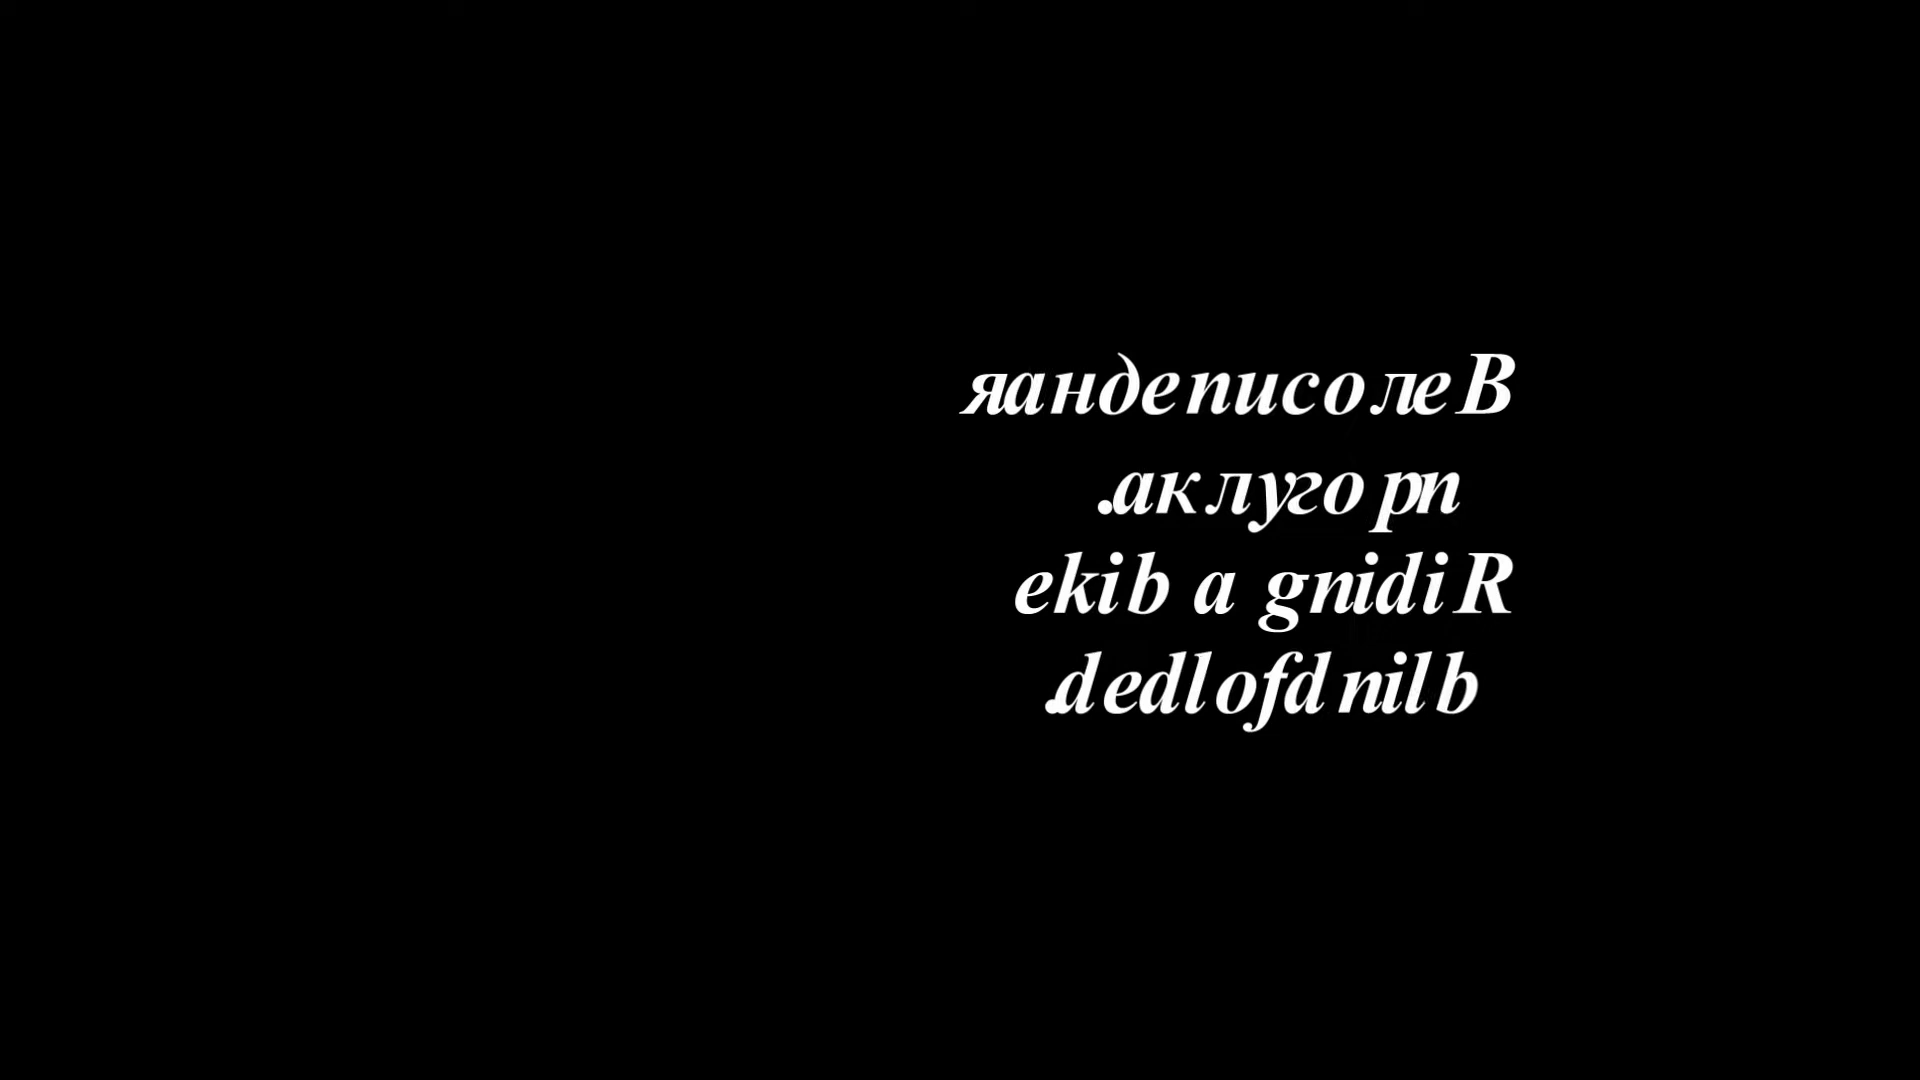 яандеписолеВ
.аклугорп
ekib a gnidiR
.dedlofdnilb